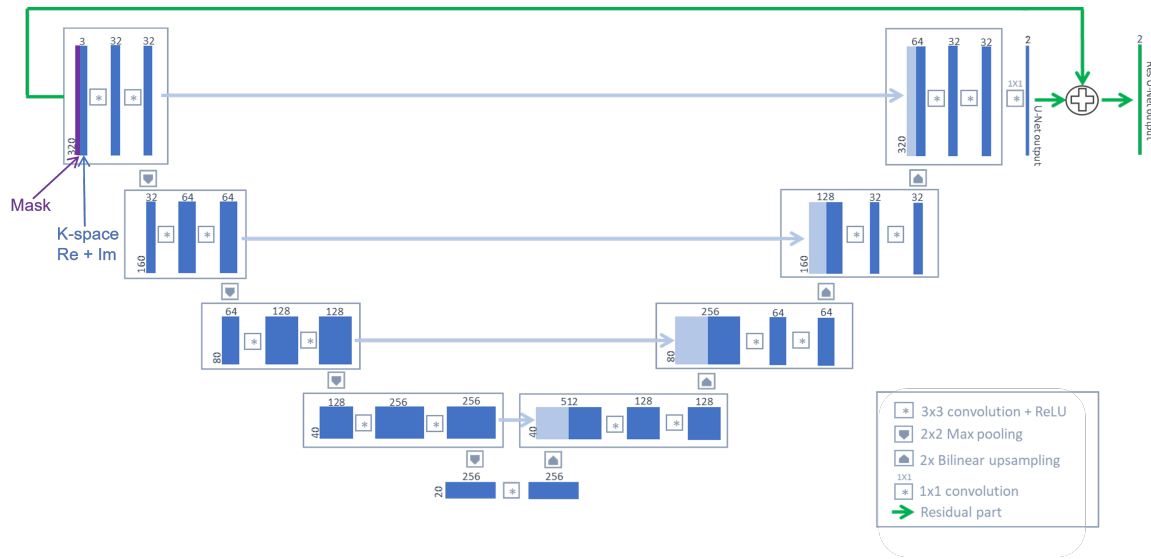 3 32 32
320
Mask
K-space
Re + Im
64 32 32 2
320
1X1
U-Net output
2
Res U-Net output
32 64 64
160
128 32 32
160
64 128 128
80
256 64 64
80
128 256 256
40
512 128 128
40
256 256
20
3x3 convolution + ReLU
2x2 Max pooling
2x Bilinear upsampling
1X1
1x1 convolution
Residual part